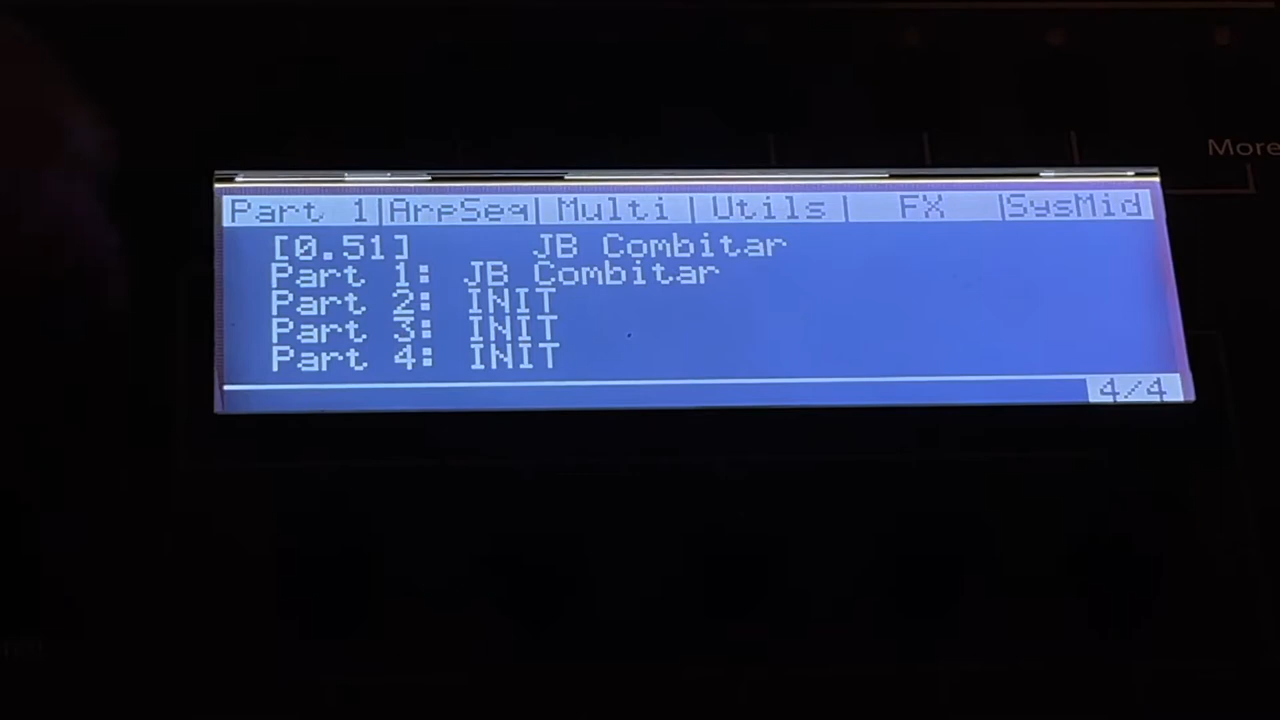 More
Part 1|ArpSeq| Multi |Utils | FX |SysMid
[0.51] JB Combitar
Part 1: JB Combitar
Part 2: INIT
Part 3: INIT
Part 4: INIT
4/4